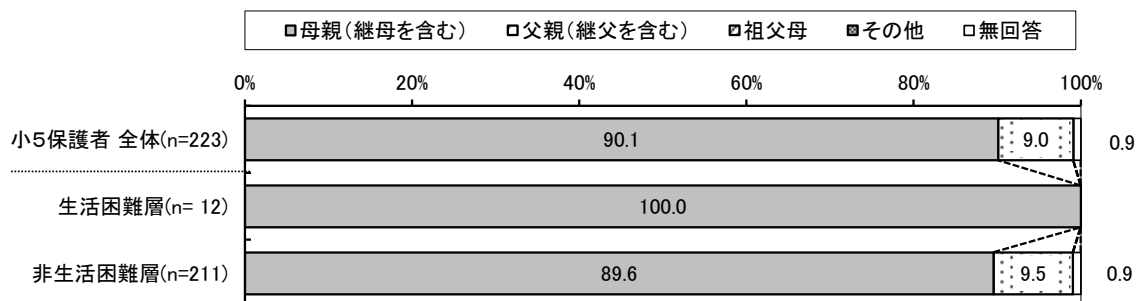 母親(継母を含む) 父親(継父を含む) 祖父母 その他 無回答
0% 20% 40% 60% 80% 100%
小5保護者 全体(n=223) 90.1 9.0 0.9
生活困難層(n= 12) 100.0
非生活困難層(n=211) 89.6 9.5 0.9